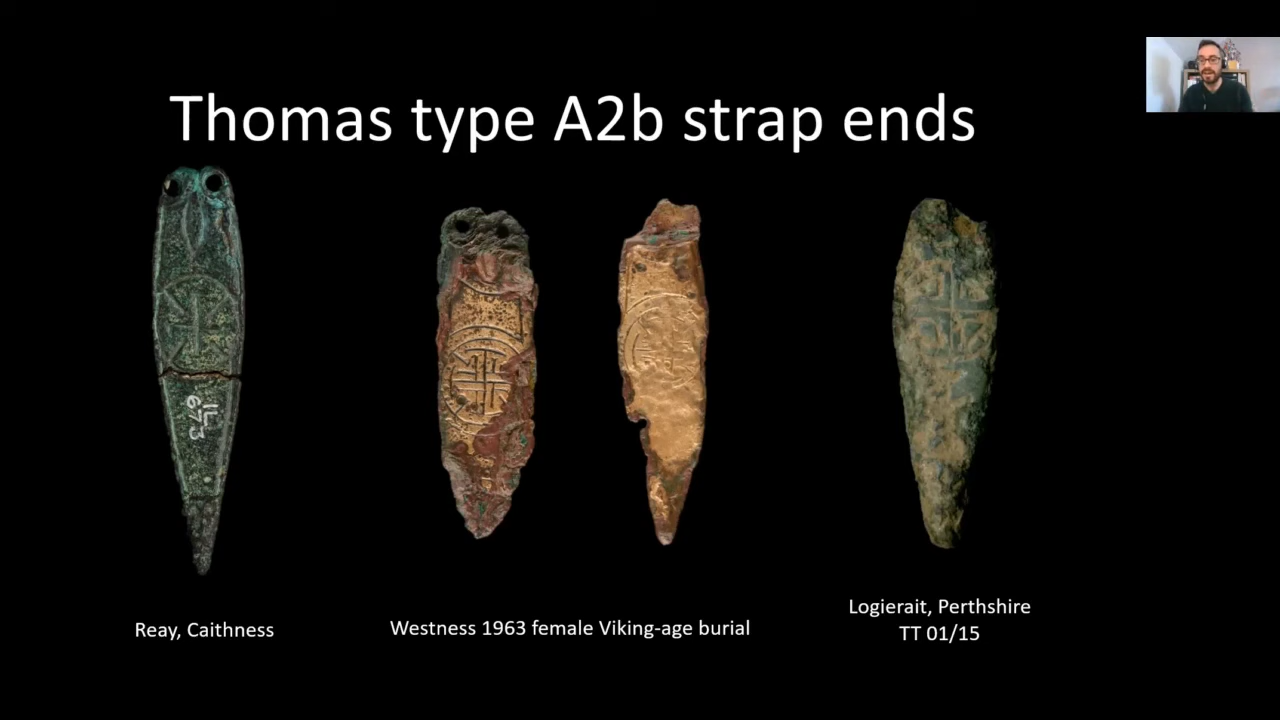 Thomas type A2b strap ends
IL
673
Reay, Caithness
Westness 1963 female Viking-age burial
Logierait, Perthshire
TT 01/15